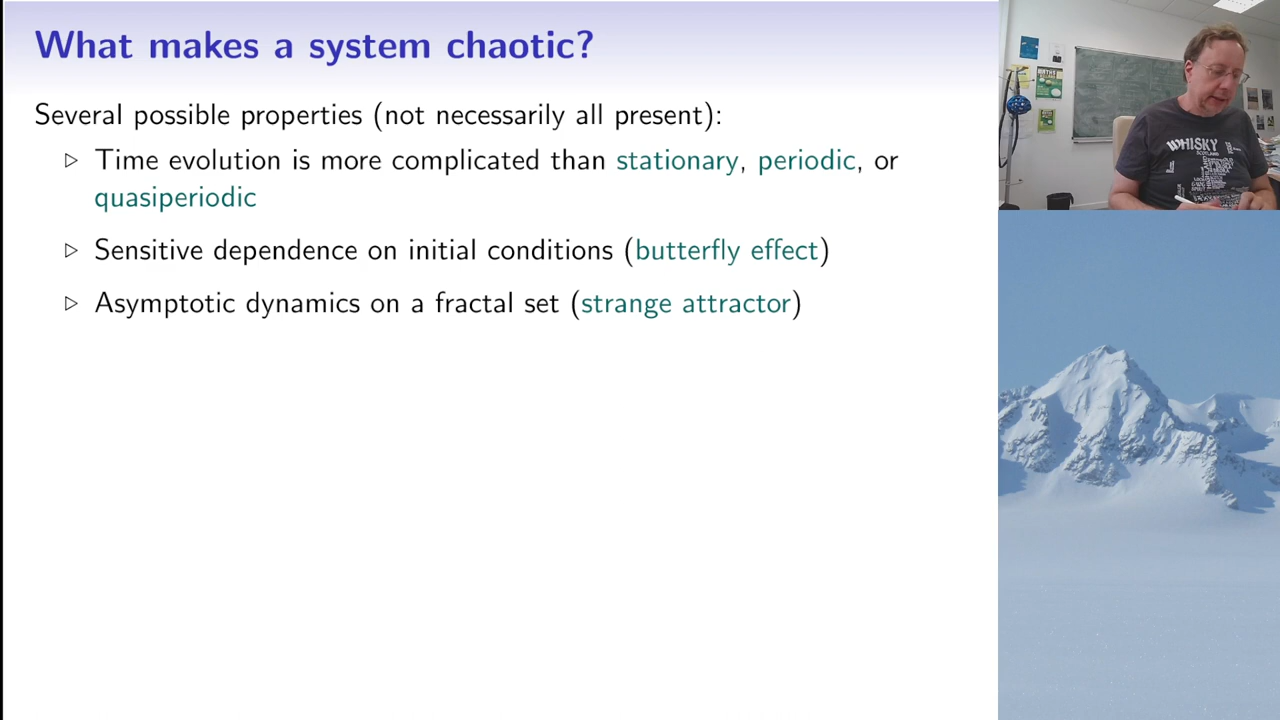 What makes a system chaotic?
Several possible properties (not necessarily all present):
▷ Time evolution is more complicated than stationary, periodic, or
quasiperiodic
▷ Sensitive dependence on initial conditions (butterfly effect)
▷ Asymptotic dynamics on a fractal set (strange attractor)
WHISKY